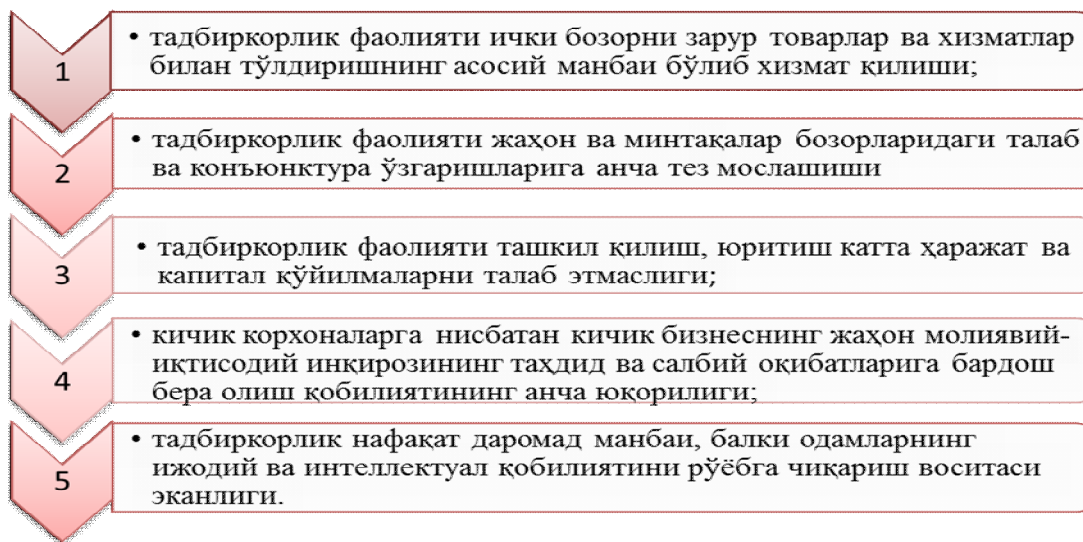 1
• тадбиркорлик фаолияти ички бозорни зарур товарлар ва хизматлар
билан тўлдиришнинг асосий манбаи бўлиб хизмат қилиши;
2
• тадбиркорлик фаолияти жаҳон ва минтақалар бозорларидаги талаб
ва конъюнктура ўзгаришларига анча тез мослашиши
3
• тадбиркорлик фаолияти ташкил қилиш, юритиш катта ҳаражат ва
капитал қўйилмаларни талаб этмаслиги;
4
• кичик корхоналарга нисбатан кичик бизнеснинг жаҳон молиявий-
иқтисодий инқирозининг таҳдид ва салбий оқибатларига бардош
бера олиш қобилиятининг анча юқорилиги;
5
• тадбиркорлик нафақат даромад манбаи, балки одамларнинг
ижодий ва интеллектуал қобилиятини рўёбга чиқариш воситаси
эканлиги.